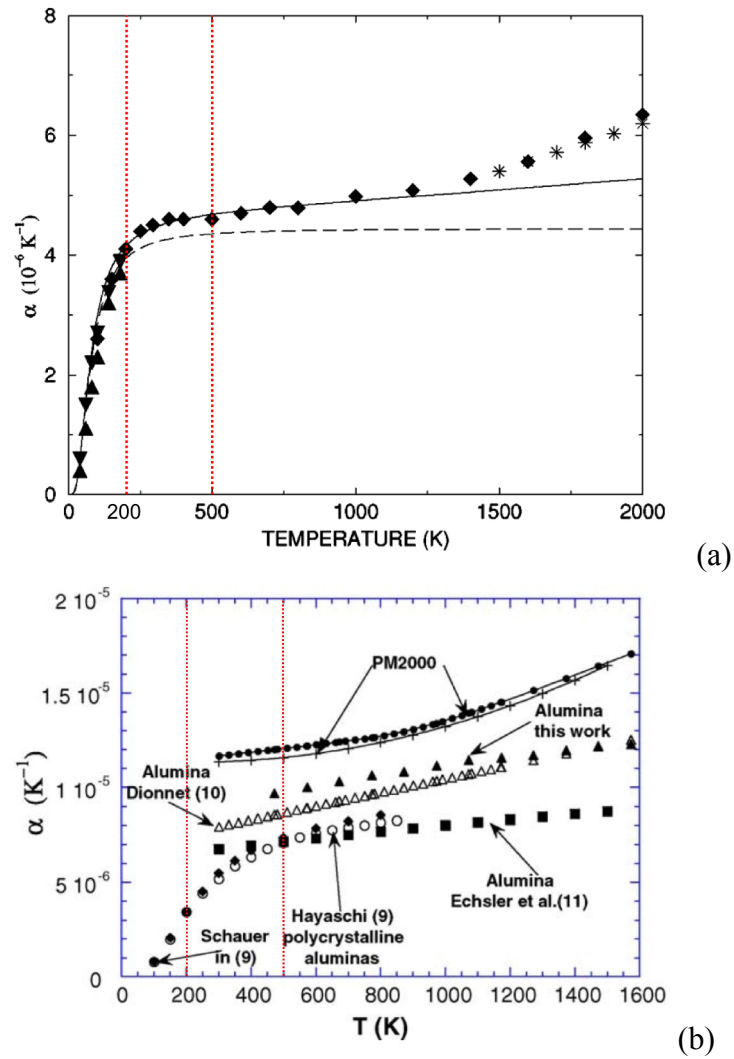 8
6
4
2
0
α (10⁻⁶ K⁻¹)
0 200 500 1000 1500 2000
TEMPERATURE (K)
(a)
2 10⁻⁵
1.5 10⁻⁵
1 10⁻⁵
5 10⁻⁶
0
α (K⁻¹)
PM2000
Alumina
this work
Alumina
Dionnet (10)
Alumina
Echsler et al.(11)
Hayaschi (9)
polycrystalline
aluminas
Schauer
in (9)
0 200 400 600 800 1000 1200 1400 1600
T (K)
(b)